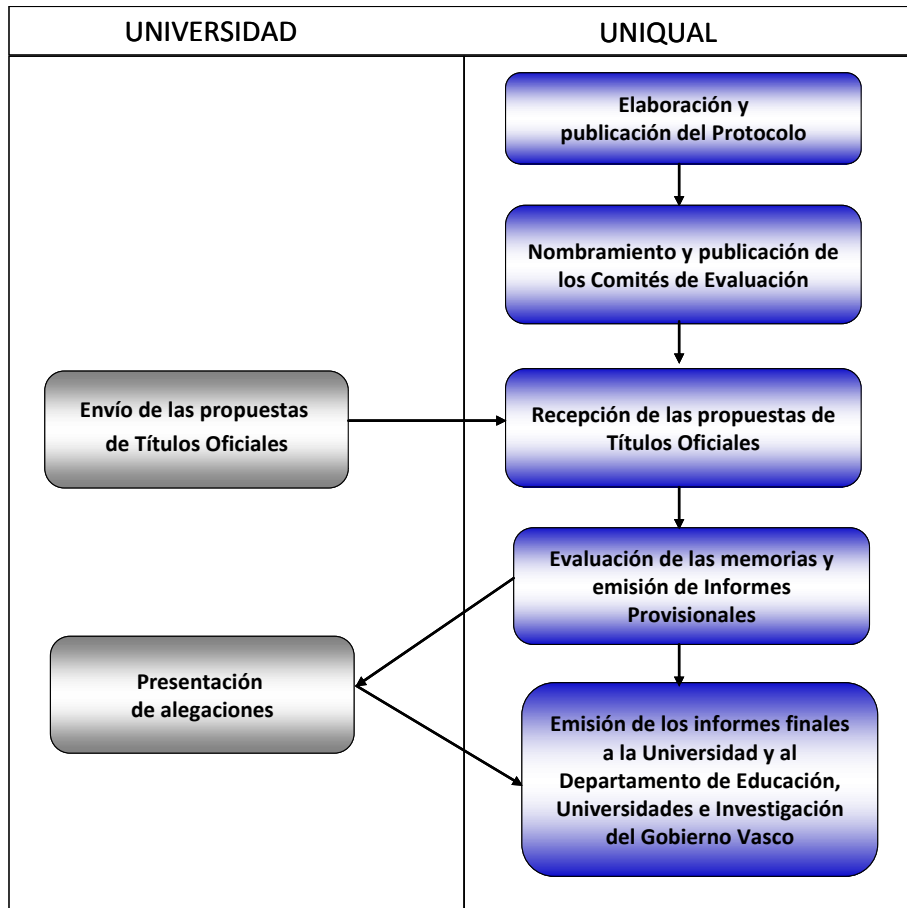 UNIVERSIDAD
UNIQUAL
Elaboración y
publicación del Protocolo
Nombramiento y publicación de
los Comités de Evaluación
Envío de las propuestas
de Títulos Oficiales
Recepción de las propuestas de
Títulos Oficiales
Evaluación de las memorias y
emisión de Informes
Provisionales
Presentación
de alegaciones
Emisión de los informes finales
a la Universidad y al
Departamento de Educación,
Universidades e Investigación
del Gobierno Vasco